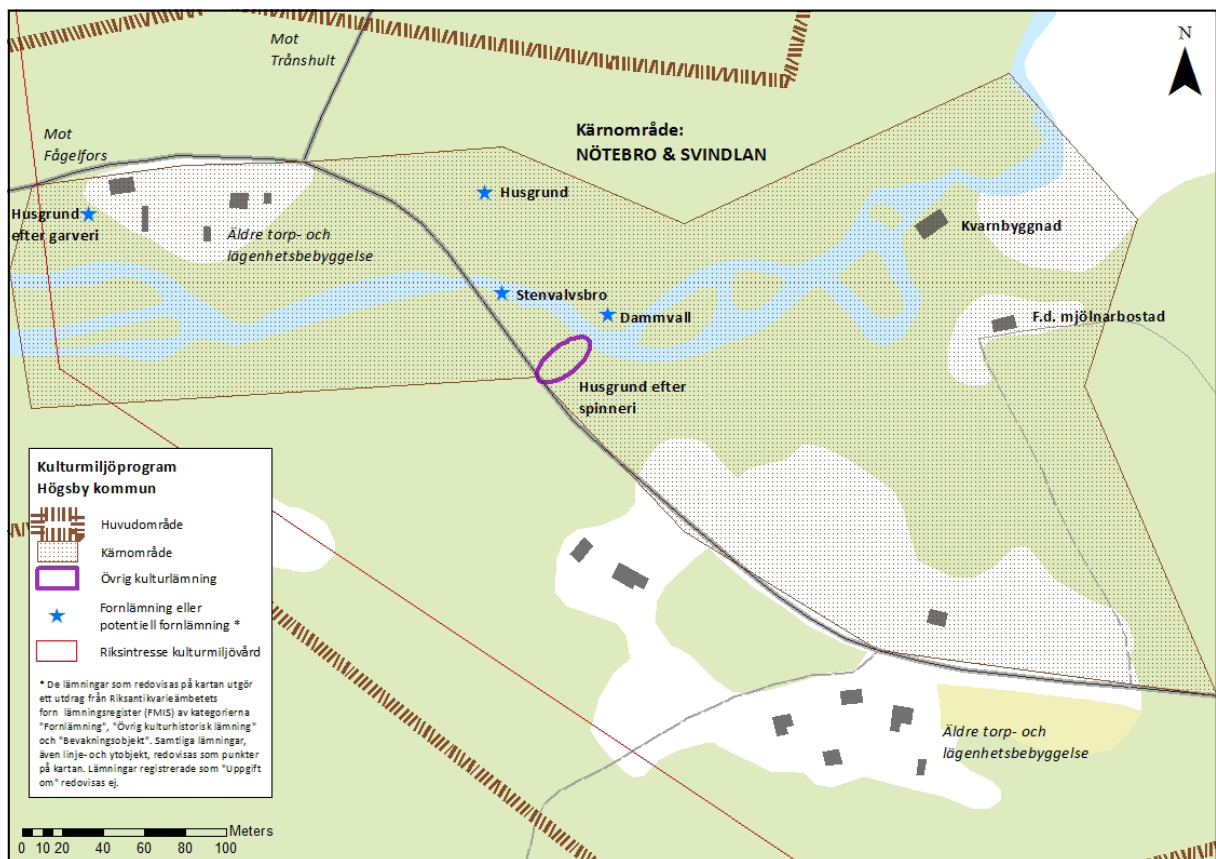 Mot
Trånshult
N
Kärnområde:
NÖTEBRO & SVINDLAN
Mot
Fågelfors
Husgrund
Husgrund
efter garveri
Äldre torp- och
lägenhetsbebyggelse
Kvarnbyggnad
Stenvalvsbro
Dammvall
F.d. mjölnarbostad
Husgrund efter
spinneri
Kulturmiljöprogram
Högsby kommun
Huvudområde
Kärnområde
Övrig kulturlämning
Fornlämning eller
potentiell fornlämning *
Riksintresse kulturmiljövård
* De lämningar som redovisas på kartan utgör
ett utdrag från Riksantikvarieämbetets
forn lämningsregister (FMIS) av kategorierna
"Fornlämning", "Övrig kulturhistorisk lämning"
och "Bevakningsobjekt". Samtliga lämningar,
även linje- och ytobjekt, redovisas som punkter
på kartan. Lämningar registrerade som "Uppgift
om" redovisas ej.
Äldre torp- och
lägenhetsbebyggelse
Meters
0 10 20 40 60 80 100